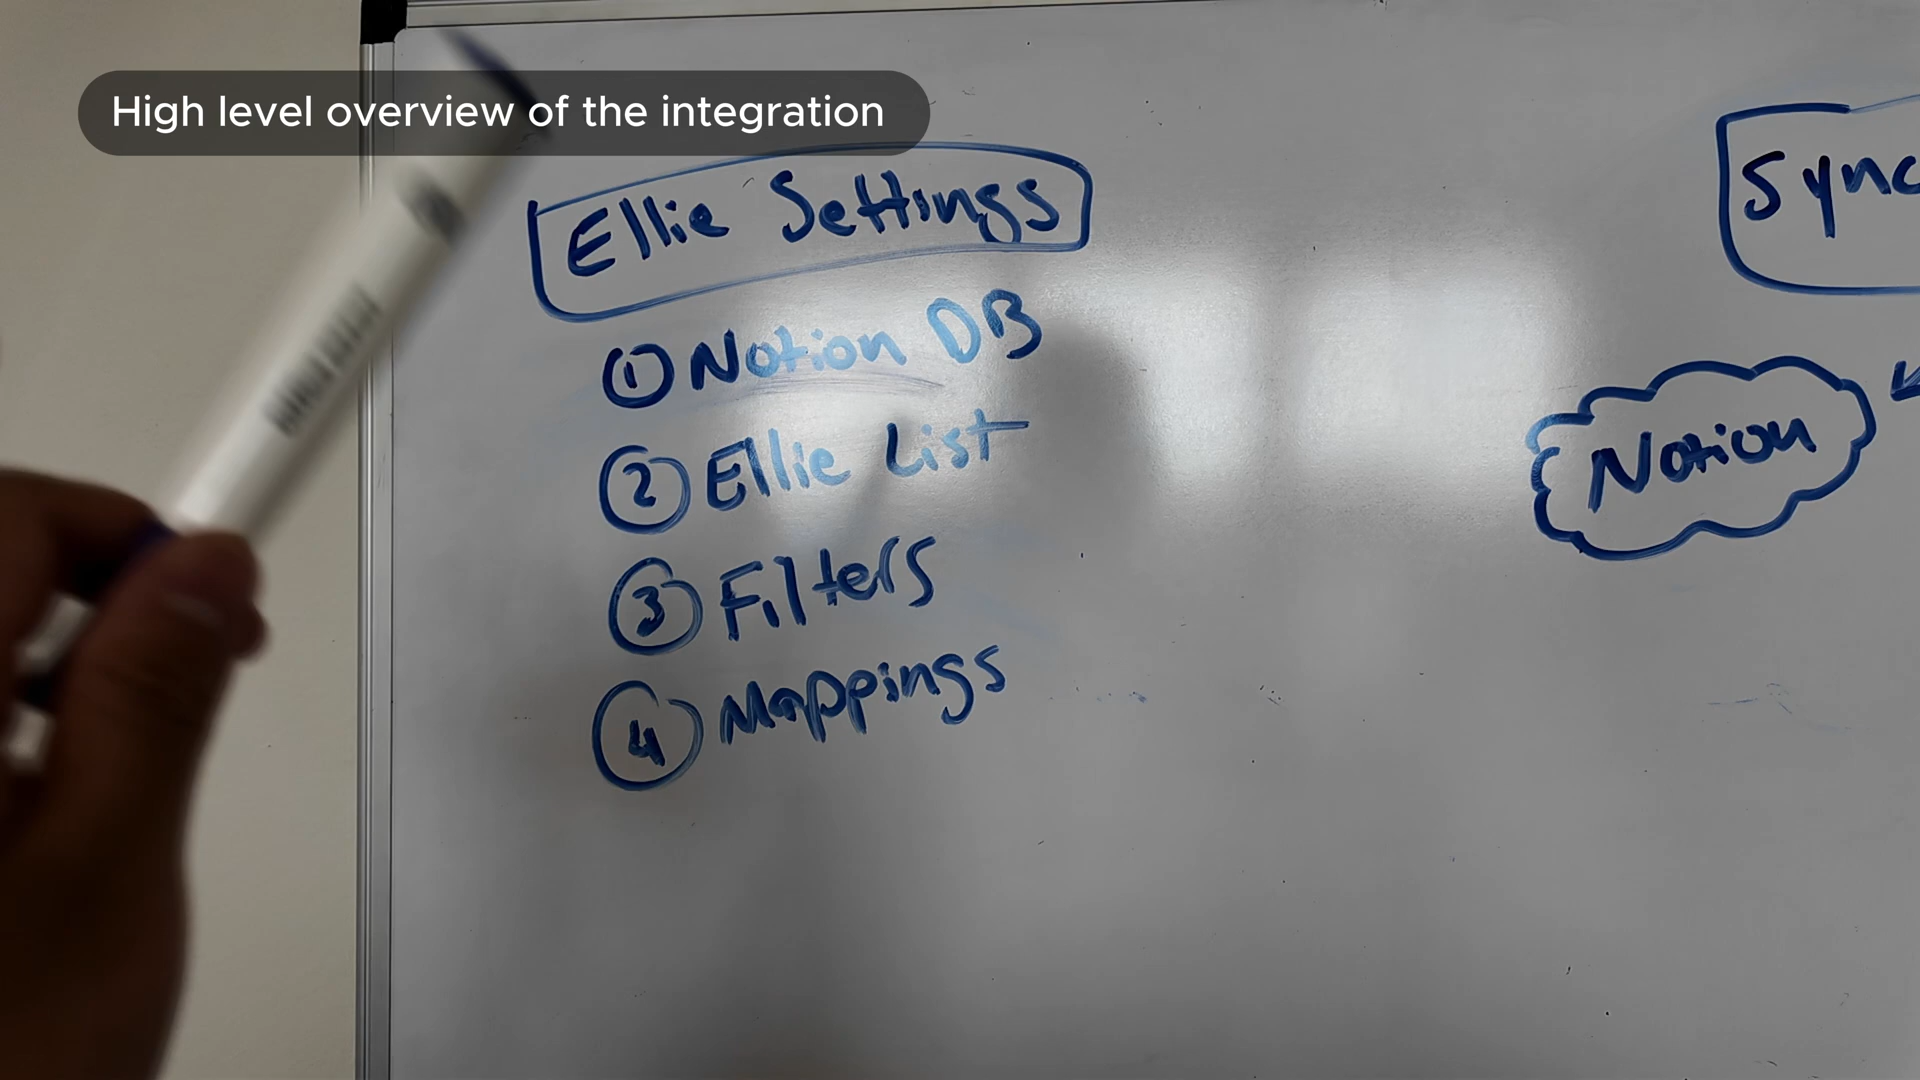 High level overview of the integration
Ellie Settings
① Notion DB
② Ellie List
③ Filters
④ Mappings
Sync
Notion